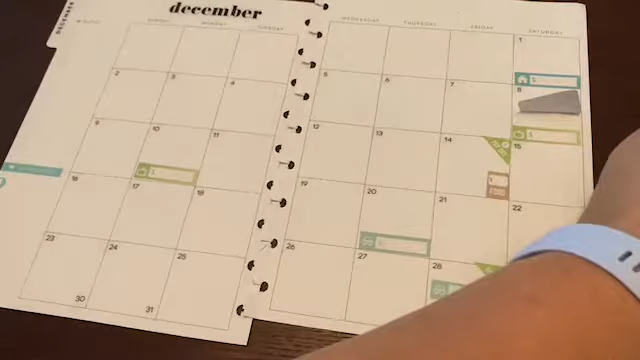 december
DECEMBER
SUNDAY MONDAY TUESDAY WEDNESDAY THURSDAY FRIDAY SATURDAY
1
2 3 4 5 6 7 8
9 10 11 12 13 14 15
16 17 18 19 20 21 22
23 24 25 26 27 28
30 31